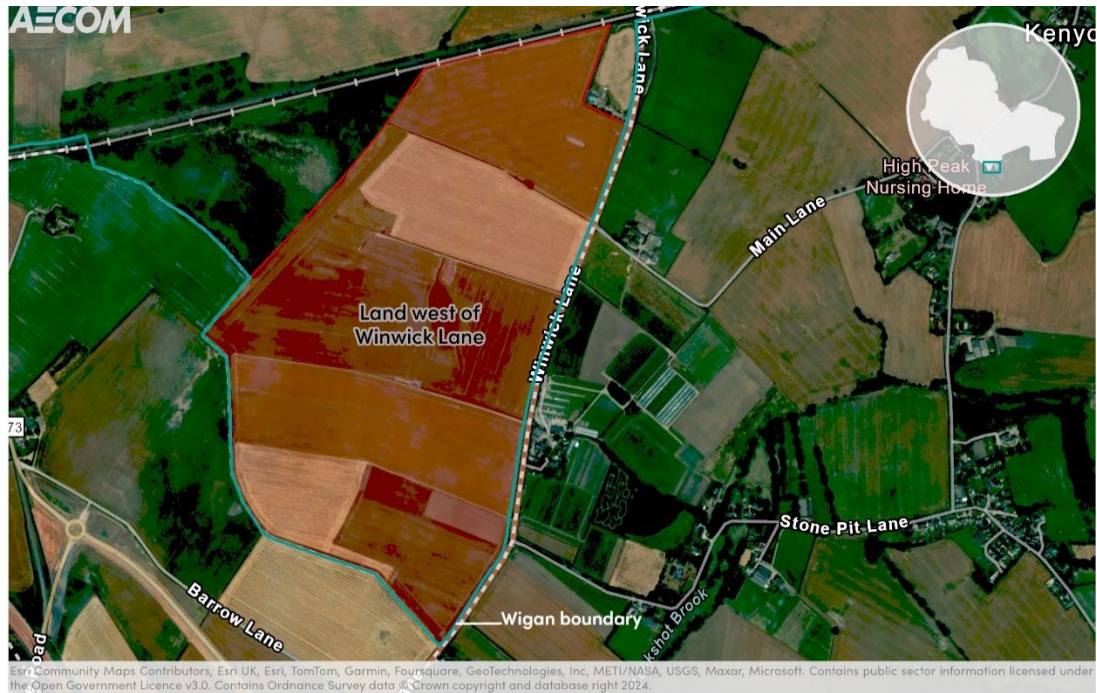 AECOM
Kenyo
wick Lane
High Peak
Nursing Home
Main Lane
Land west of
Winwick Lane
Winwick Lane
73
Stone Pit Lane
Barrow Lane
Wigan boundary
kshot Brook
oad
Esri Community Maps Contributors, Esri UK, Esri, TomTom, Garmin, Foursquare, GeoTechnologies, Inc, METI/NASA, USGS, Maxar, Microsoft. Contains public sector information licensed under
the Open Government Licence v3.0. Contains Ordnance Survey data @ Crown copyright and database right 2024.